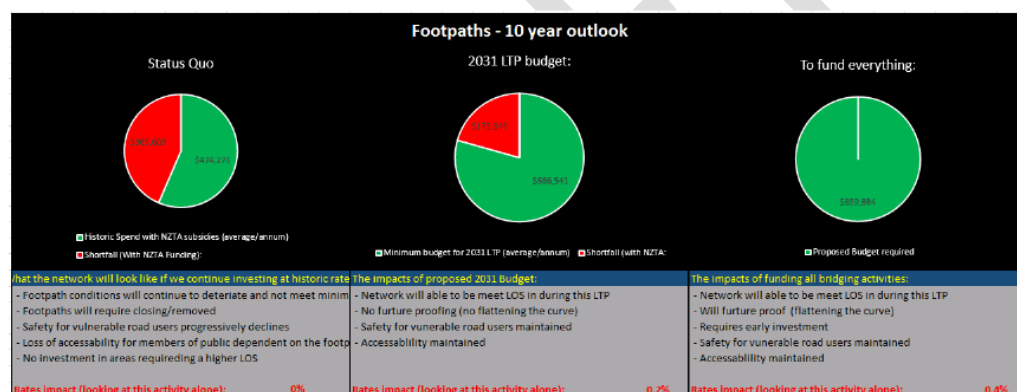 Footpaths - 10 year outlook
Status Quo
2031 LTP budget:
To fund everything:
$474,275
$666,541
Historic Spend with NZTA subsidies (average/annum)
Shortfall (With NZTA Funding):
Minimum budget for 2031 LTP (average/annum)
Shortfall (with NZTA:
Proposed Budget required
hat the network will look like if we continue investing at historic rate
- Footpath conditions will continue to deteriate and not meet minim
- Footpaths will require closing/removed
- Safety for vulnerable road users progressively declines
- Loss of accessability for members of public dependent on the footp
- No investment in areas requireding a higher LOS
Rates impact (looking at this activity alone): 0%
The impacts of proposed 2031 Budget:
- Network will able to be meet LOS in during this LTP
- No furture proofing (no flattening the curve)
- Safety for vunerable road users maintained
- Accessablility maintained
Rates impact (looking at this activity alone): 0.2%
The impacts of funding all bridging activities:
- Network will able to be meet LOS in during this LTP
- Will furture proof (flattening the curve)
- Requires early investment
- Safety for vunerable road users maintained
- Accessablility maintained
Rates impact (looking at this activity alone): 0.4%